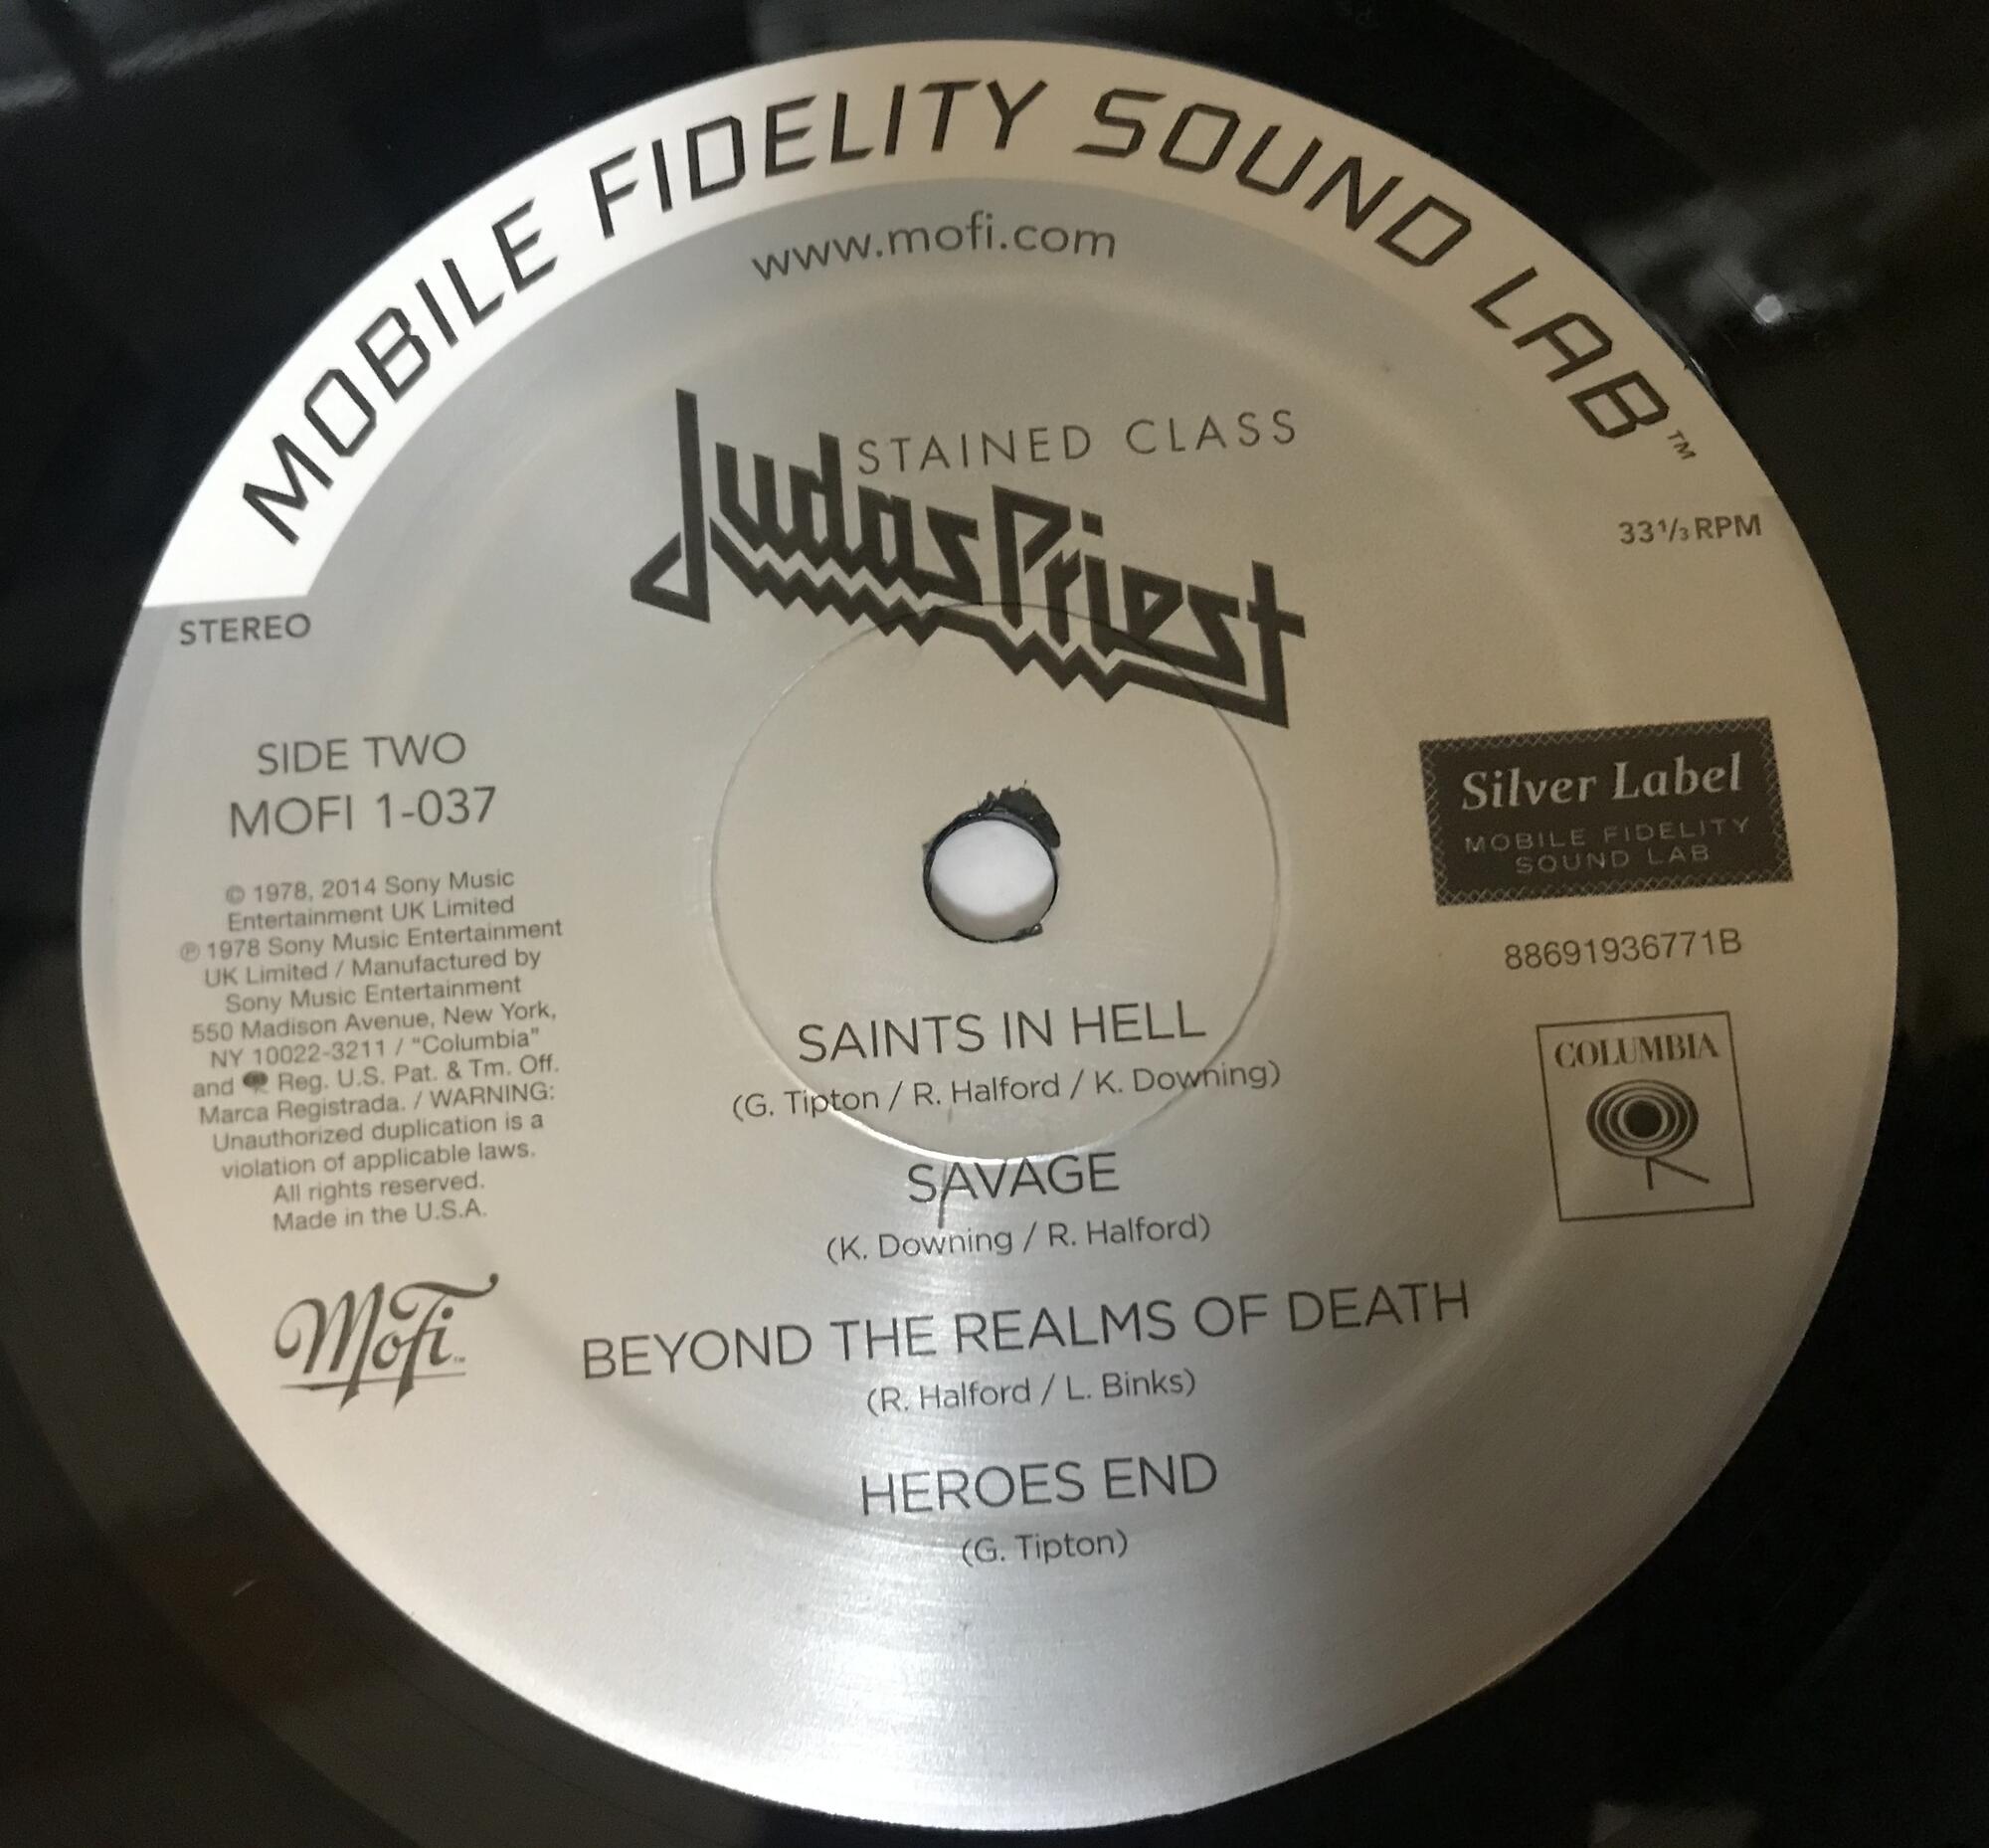 MOBILE FIDELITY SOUND LAB™
www.mofi.com
STAINED CLASS
Judas Priest
STEREO
33⅓ RPM
SIDE TWO
MOFI 1-037
© 1978, 2014 Sony Music
Entertainment UK Limited
℗ 1978 Sony Music Entertainment
UK Limited / Manufactured by
Sony Music Entertainment
550 Madison Avenue, New York,
NY 10022-3211 / "Columbia"
and Reg. U.S. Pat. & Tm. Off.
Marca Registrada. / WARNING:
Unauthorized duplication is a
violation of applicable laws.
All rights reserved.
Made in the U.S.A.
MoFi™
Silver Label
MOBILE FIDELITY
SOUND LAB
88691936771B
COLUMBIA
SAINTS IN HELL
(G. Tipton / R. Halford / K. Downing)
SAVAGE
(K. Downing / R. Halford)
BEYOND THE REALMS OF DEATH
(R. Halford / L. Binks)
HEROES END
(G. Tipton)